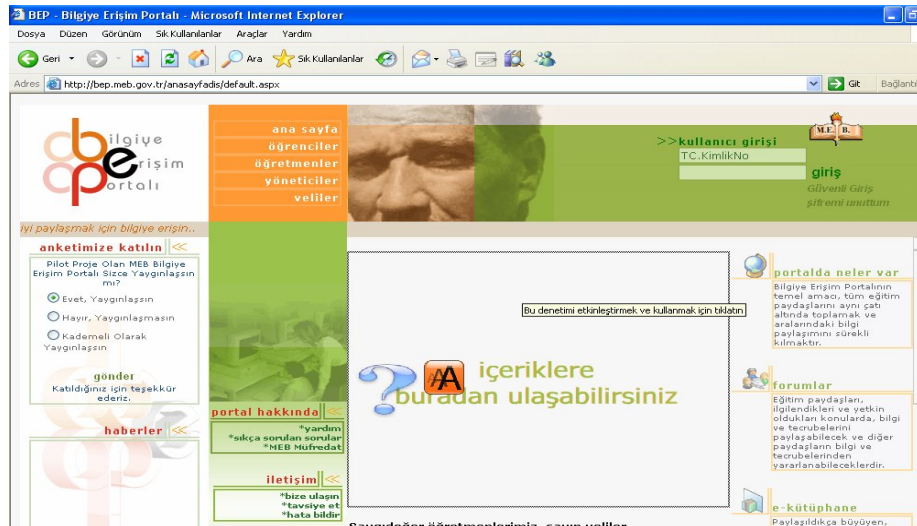 BEP - Bilgiye Erişim Portalı - Microsoft Internet Explorer
Dosya Düzen Görünüm Sık Kullanılanlar Araçlar Yardım
Geri Ara Sık Kullanılanlar
Adres http://bep.meb.gov.tr/anasayfadis/default.aspx Git Bağlantı
bilgiye
erişim
portalı
ana sayfa
öğrenciler
öğretmenler
yöneticiler
veliler
>>kullanıcı girişi
TC.KimlikNo
M.E.B.
giriş
Güvenli Giriş
şifremi unuttum
iyi paylaşmak için bilgiye erişin..
anketimize katılın <<
Pilot Proje Olan MEB Bilgiye
Erişim Portalı Sizce Yaygınlaşsın
mı?
Evet, Yaygınlaşsın
Hayır, Yaygınlaşmasın
Kademeli Olarak
Yaygınlaşsın
gönder
Katıldığınız için teşekkür
ederiz.
haberler <<
portal hakkında <<
*yardım
*sıkça sorulan sorular
*MEB Müfredat
iletişim <<
*bize ulaşın
*tavsiye et
*hata bildir
Bu denetimi etkinleştirmek ve kullanmak için tıklatın
? AA içeriklere
buradan ulaşabilirsiniz
Saygıdeğer öğretmenlerimiz, sayın veliler
portalda neler var
Bilgiye Erişim Portalının
temel amacı, tüm eğitim
paydaşlarını aynı çatı
altında toplamak ve
aralarındaki bilgi
paylaşımını sürekli
kılmaktır.
forumlar
Eğitim paydaşları,
ilgilendikleri ve yetkin
oldukları konularda, bilgi
ve tecrubelerini
paylaşabilecek ve diğer
paydaşların bilgi ve
tecrubelerinden
yararlanabileceklerdir.
e-kütüphane
Paylaşıldıkça büyüyen,